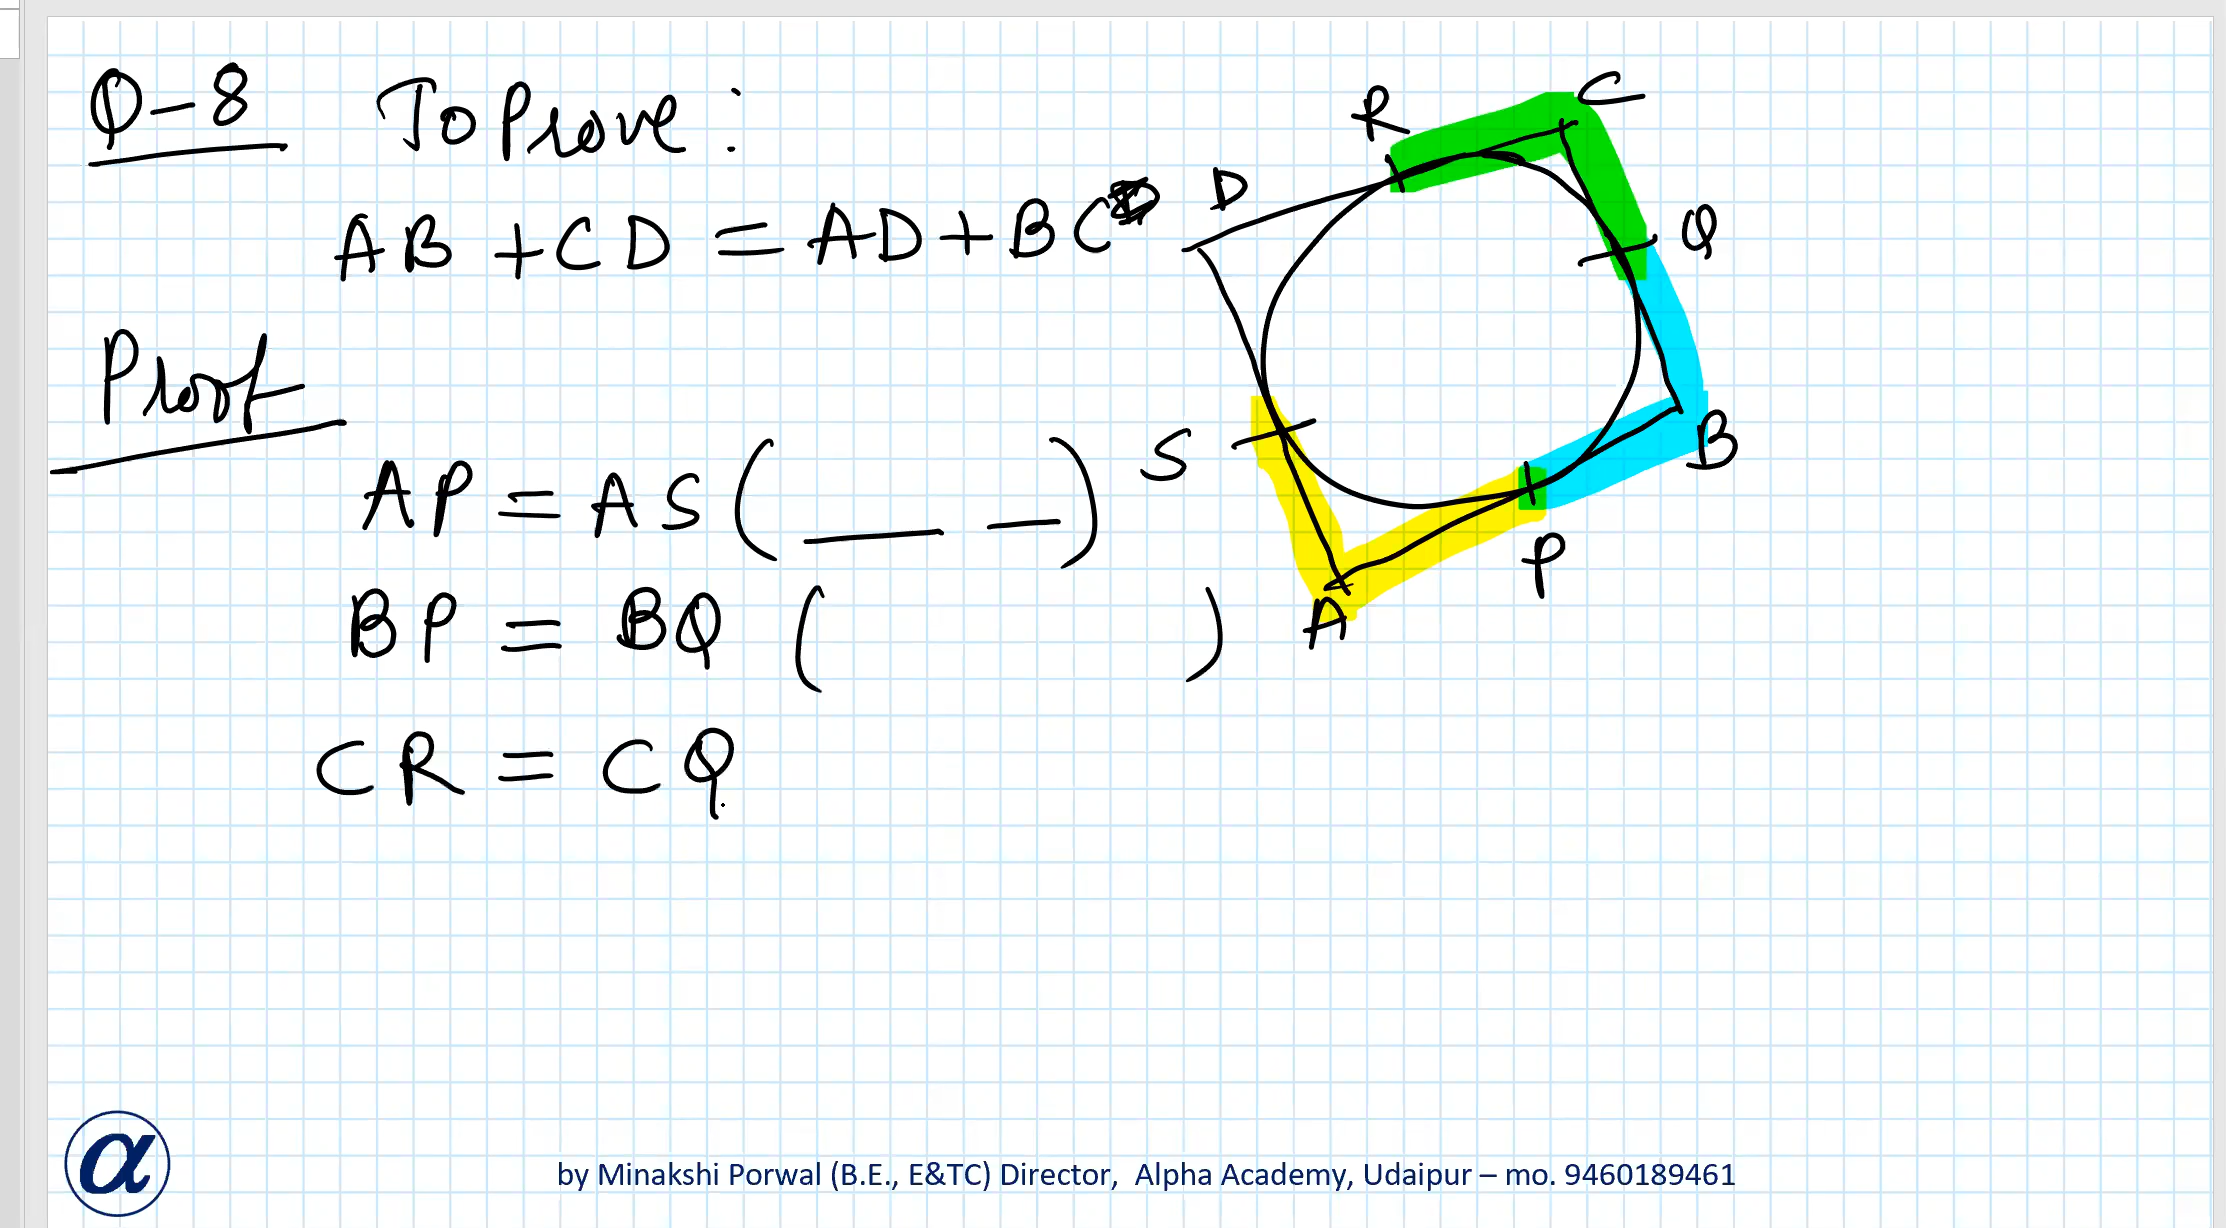 Q-8 To Prove:
AB + CD = AD + BC
Proof
AP = AS ( __ _ )
BP = BQ ( )
CR = CQ
R
C
D
Q
S
B
P
A
α
by Minakshi Porwal (B.E., E&TC) Director, Alpha Academy, Udaipur – mo. 9460189461